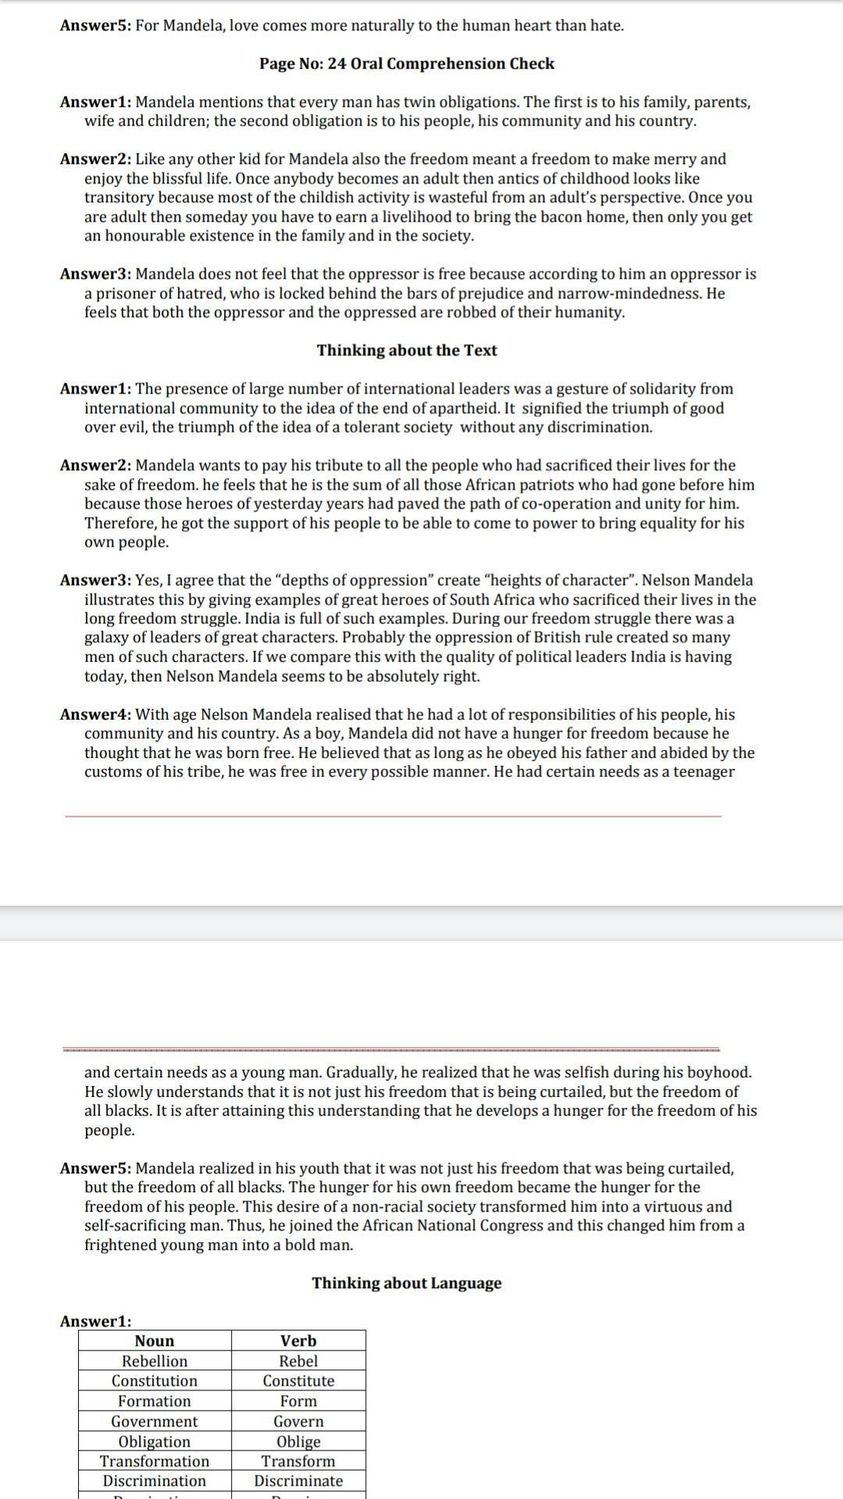 Answer5: For Mandela, love comes more naturally to the human heart than hate.
Page No: 24 Oral Comprehension Check
Answer1: Mandela mentions that every man has twin obligations. The first is to his family, parents,
wife and children; the second obligation is to his people, his community and his country.
Answer2: Like any other kid for Mandela also the freedom meant a freedom to make merry and
enjoy the blissful life. Once anybody becomes an adult then antics of childhood looks like
transitory because most of the childish activity is wasteful from an adult's perspective. Once you
are adult then someday you have to earn a livelihood to bring the bacon home, then only you get
an honourable existence in the family and in the society.
Answer3: Mandela does not feel that the oppressor is free because according to him an oppressor is
a prisoner of hatred, who is locked behind the bars of prejudice and narrow-mindedness. He
feels that both the oppressor and the oppressed are robbed of their humanity.
Thinking about the Text
Answer1: The presence of large number of international leaders was a gesture of solidarity from
international community to the idea of the end of apartheid. It signified the triumph of good
over evil, the triumph of the idea of a tolerant society without any discrimination.
Answer2: Mandela wants to pay his tribute to all the people who had sacrificed their lives for the
sake of freedom. he feels that he is the sum of all those African patriots who had gone before him
because those heroes of yesterday years had paved the path of co-operation and unity for him.
Therefore, he got the support of his people to be able to come to power to bring equality for his
own people.
Answer3: Yes, I agree that the “depths of oppression” create “heights of character”. Nelson Mandela
illustrates this by giving examples of great heroes of South Africa who sacrificed their lives in the
long freedom struggle. India is full of such examples. During our freedom struggle there was a
galaxy of leaders of great characters. Probably the oppression of British rule created so many
men of such characters. If we compare this with the quality of political leaders India is having
today, then Nelson Mandela seems to be absolutely right.
Answer4: With age Nelson Mandela realised that he had a lot of responsibilities of his people, his
community and his country. As a boy, Mandela did not have a hunger for freedom because he
thought that he was born free. He believed that as long as he obeyed his father and abided by the
customs of his tribe, he was free in every possible manner. He had certain needs as a teenager
and certain needs as a young man. Gradually, he realized that he was selfish during his boyhood.
He slowly understands that it is not just his freedom that is being curtailed, but the freedom of
all blacks. It is after attaining this understanding that he develops a hunger for the freedom of his
people.
Answer5: Mandela realized in his youth that it was not just his freedom that was being curtailed,
but the freedom of all blacks. The hunger for his own freedom became the hunger for the
freedom of his people. This desire of a non-racial society transformed him into a virtuous and
self-sacrificing man. Thus, he joined the African National Congress and this changed him from a
frightened young man into a bold man.
Thinking about Language
Answer1:
Noun Verb
Rebellion Rebel
Constitution Constitute
Formation Form
Government Govern
Obligation Oblige
Transformation Transform
Discrimination Discriminate